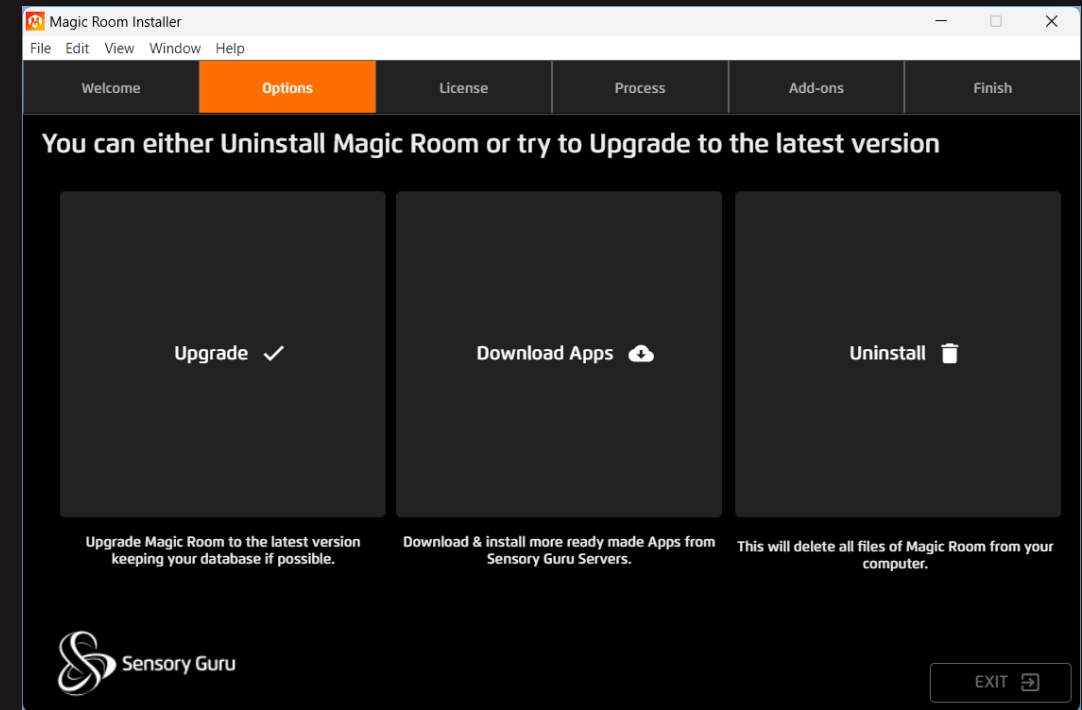 Magic Room Installer
File Edit View Window Help
Welcome Options License Process Add-ons Finish
You can either Uninstall Magic Room or try to Upgrade to the latest version
Upgrade
Download Apps
Uninstall
Upgrade Magic Room to the latest version
keeping your database if possible.
Download & install more ready made Apps from
Sensory Guru Servers.
This will delete all files of Magic Room from your
computer.
Sensory Guru
EXIT